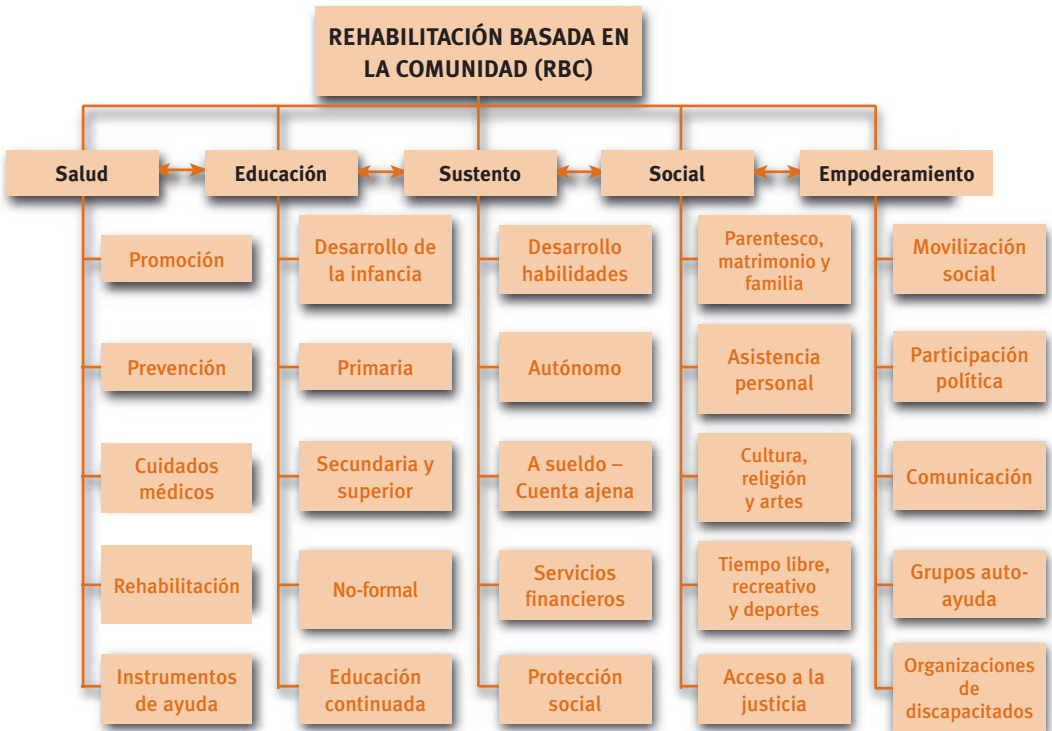 REHABILITACIÓN BASADA EN
LA COMUNIDAD (RBC)
Salud
Educación
Sustento
Social
Empoderamiento
Promoción
Prevención
Cuidados
médicos
Rehabilitación
Instrumentos
de ayuda
Desarrollo de
la infancia
Primaria
Secundaria y
superior
No-formal
Educación
continuada
Desarrollo
habilidades
Autónomo
A sueldo –
Cuenta ajena
Servicios
financieros
Protección
social
Parentesco,
matrimonio y
familia
Asistencia
personal
Cultura,
religión
y artes
Tiempo libre,
recreativo
y deportes
Acceso a la
justicia
Movilización
social
Participación
política
Comunicación
Grupos auto-
ayuda
Organizaciones
de
discapacitados